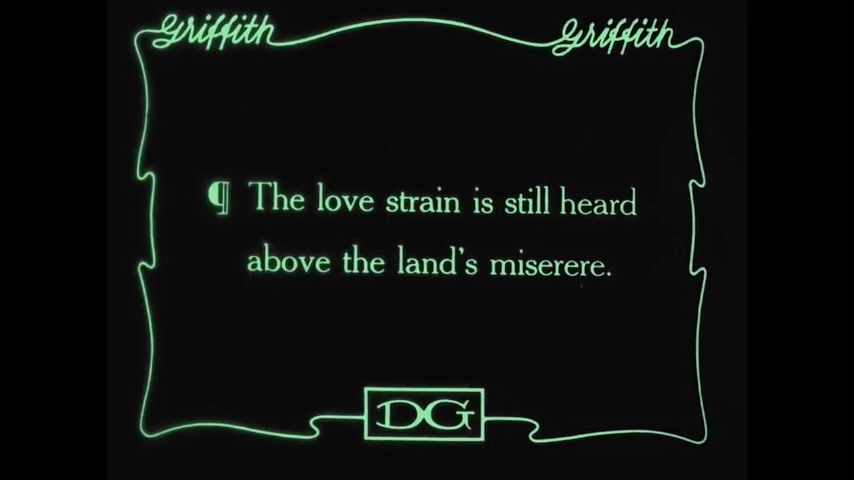 Griffith Griffith
¶ The love strain is still heard
above the land's miserere.
DG